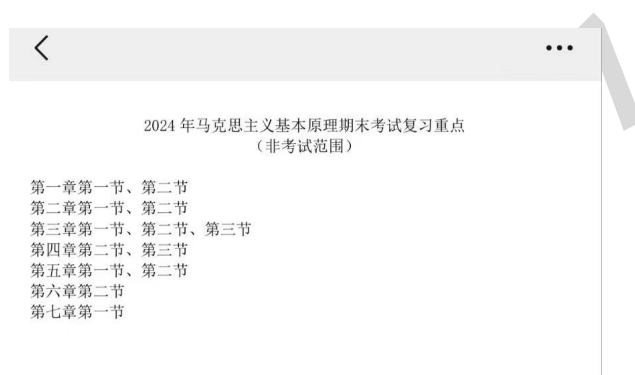 2024 年马克思主义基本原理期末考试复习重点
（非考试范围）
第一章第一节、第二节
第二章第一节、第二节
第三章第一节、第二节、第三节
第四章第二节、第三节
第五章第一节、第二节
第六章第二节
第七章第一节